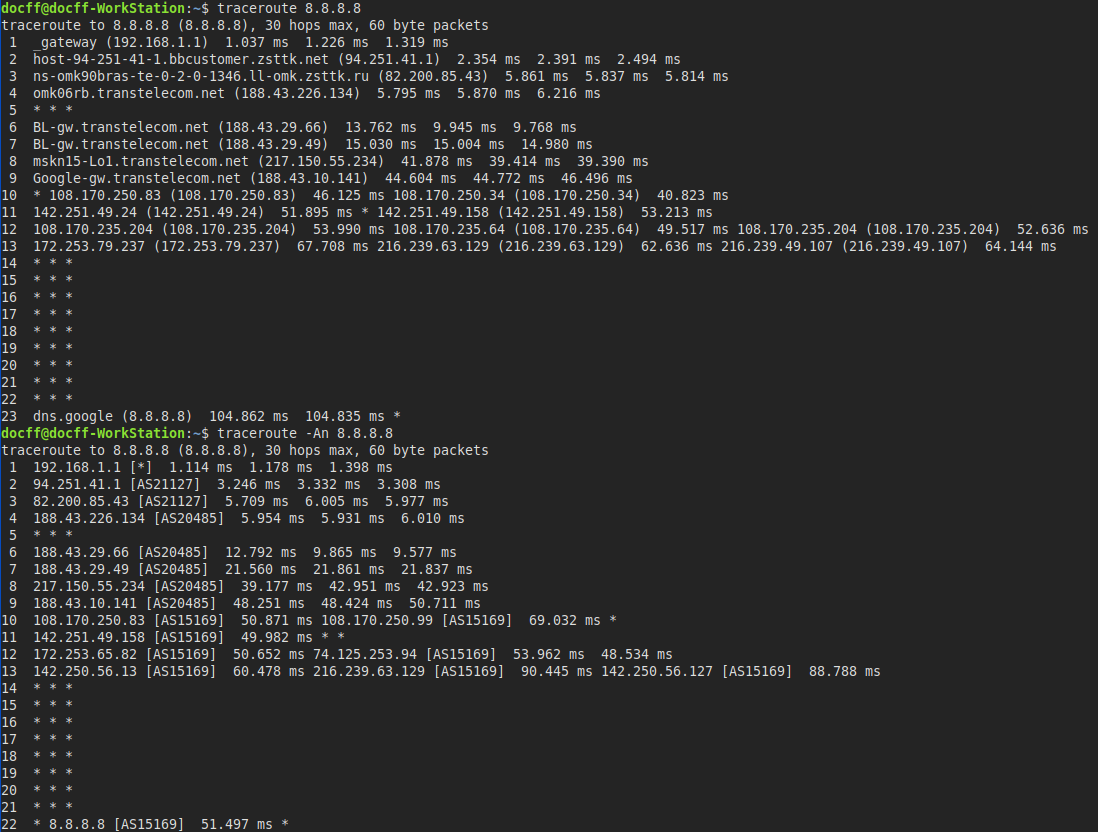 docff@docff-WorkStation:~$ traceroute 8.8.8.8
traceroute to 8.8.8.8 (8.8.8.8), 30 hops max, 60 byte packets
 1  _gateway (192.168.1.1)  1.037 ms  1.226 ms  1.319 ms
 2  host-94-251-41-1.bbcustomer.zsttk.net (94.251.41.1)  2.354 ms  2.391 ms  2.494 ms
 3  ns-omk90bras-te-0-2-0-1346.ll-omk.zsttk.ru (82.200.85.43)  5.861 ms  5.837 ms  5.814 ms
 4  omk06rb.transtelecom.net (188.43.226.134)  5.795 ms  5.870 ms  6.216 ms
 5  * * *
 6  BL-gw.transtelecom.net (188.43.29.66)  13.762 ms  9.945 ms  9.768 ms
 7  BL-gw.transtelecom.net (188.43.29.49)  15.030 ms  15.004 ms  14.980 ms
 8  mskn15-Lo1.transtelecom.net (217.150.55.234)  41.878 ms  39.414 ms  39.390 ms
 9  Google-gw.transtelecom.net (188.43.10.141)  44.604 ms  44.772 ms  46.496 ms
10  * 108.170.250.83 (108.170.250.83)  46.125 ms 108.170.250.34 (108.170.250.34)  40.823 ms
11  142.251.49.24 (142.251.49.24)  51.895 ms * 142.251.49.158 (142.251.49.158)  53.213 ms
12  108.170.235.204 (108.170.235.204)  53.990 ms 108.170.235.64 (108.170.235.64)  49.517 ms 108.170.235.204 (108.170.235.204)  52.636 ms
13  172.253.79.237 (172.253.79.237)  67.708 ms 216.239.63.129 (216.239.63.129)  62.636 ms 216.239.49.107 (216.239.49.107)  64.144 ms
14  * * *
15  * * *
16  * * *
17  * * *
18  * * *
19  * * *
20  * * *
21  * * *
22  * * *
23  dns.google (8.8.8.8)  104.862 ms  104.835 ms *
docff@docff-WorkStation:~$ traceroute -An 8.8.8.8
traceroute to 8.8.8.8 (8.8.8.8), 30 hops max, 60 byte packets
 1  192.168.1.1 [*]  1.114 ms  1.178 ms  1.398 ms
 2  94.251.41.1 [AS21127]  3.246 ms  3.332 ms  3.308 ms
 3  82.200.85.43 [AS21127]  5.709 ms  6.005 ms  5.977 ms
 4  188.43.226.134 [AS20485]  5.954 ms  5.931 ms  6.010 ms
 5  * * *
 6  188.43.29.66 [AS20485]  12.792 ms  9.865 ms  9.577 ms
 7  188.43.29.49 [AS20485]  21.560 ms  21.861 ms  21.837 ms
 8  217.150.55.234 [AS20485]  39.177 ms  42.951 ms  42.923 ms
 9  188.43.10.141 [AS20485]  48.251 ms  48.424 ms  50.711 ms
10  108.170.250.83 [AS15169]  50.871 ms 108.170.250.99 [AS15169]  69.032 ms *
11  142.251.49.158 [AS15169]  49.982 ms * *
12  172.253.65.82 [AS15169]  50.652 ms 74.125.253.94 [AS15169]  53.962 ms  48.534 ms
13  142.250.56.13 [AS15169]  60.478 ms 216.239.63.129 [AS15169]  90.445 ms 142.250.56.127 [AS15169]  88.788 ms
14  * * *
15  * * *
16  * * *
17  * * *
18  * * *
19  * * *
20  * * *
21  * * *
22  * 8.8.8.8 [AS15169]  51.497 ms *